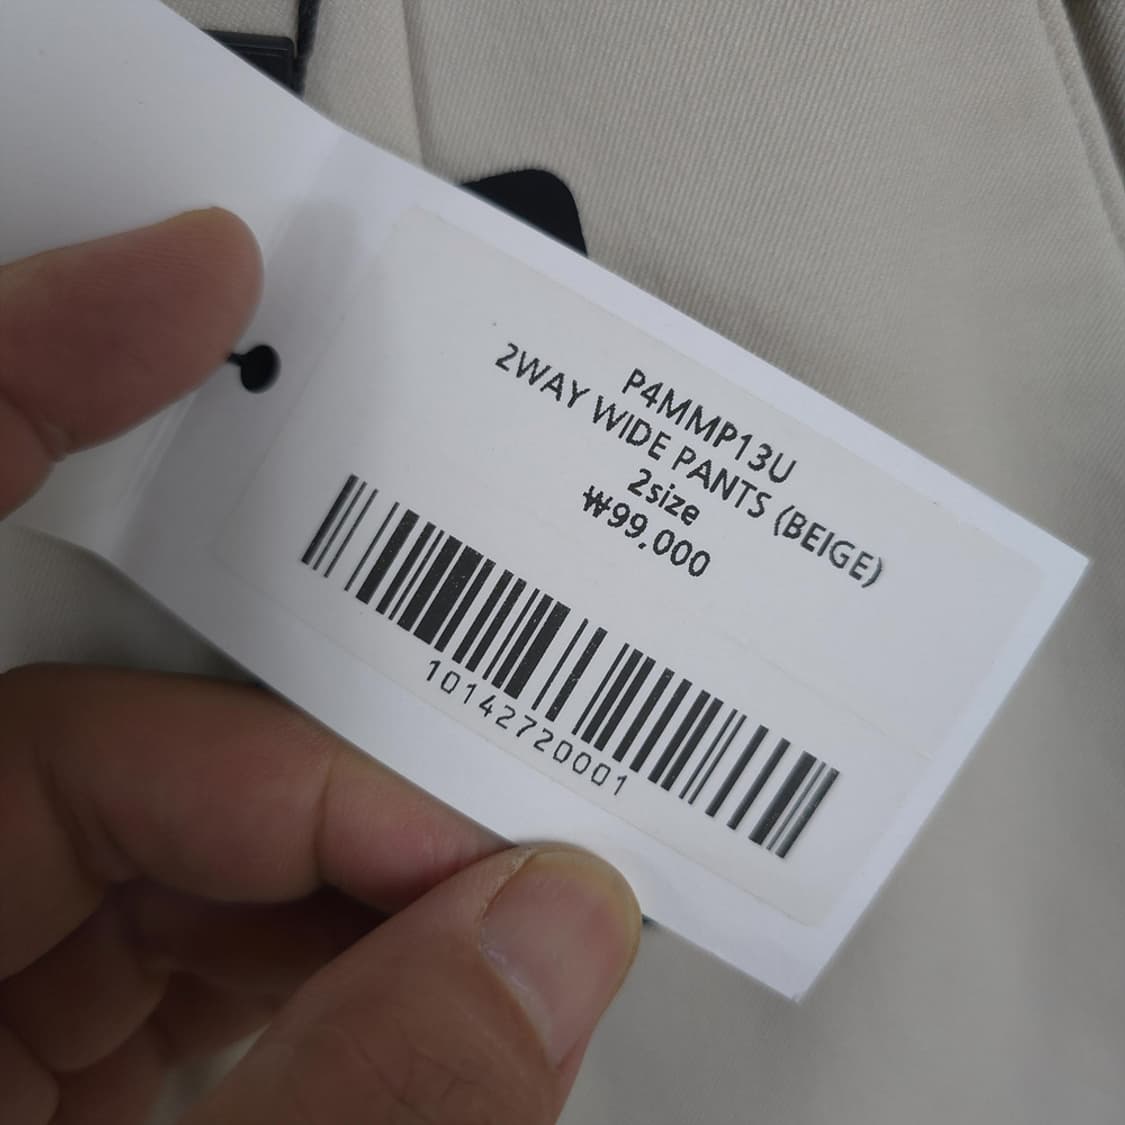 P4MMP13U
2WAY WIDE PANTS (BEIGE)
2size
₩99,000
10142720001